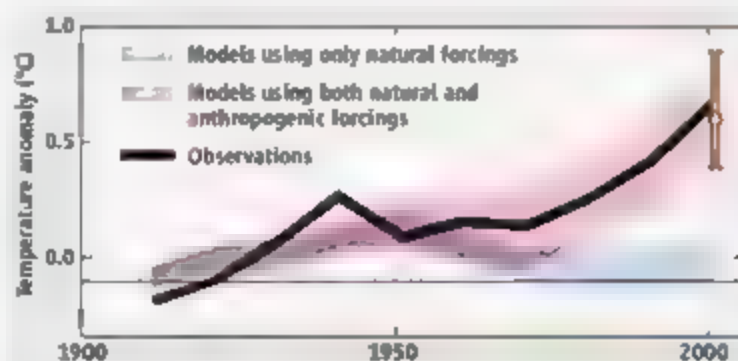 1.0
Models using only natural forcings
Models using both natural and
anthropogenic forcings
Observations
0.5
0.0
Temperature anomaly (°C)
1900
1950
2000